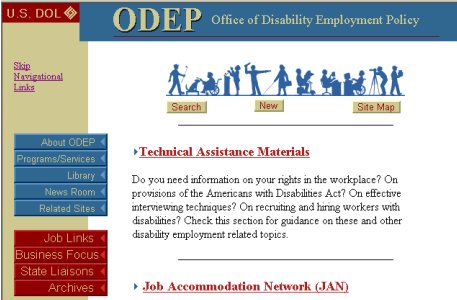 U.S. DOL
ODEP Office of Disability Employment Policy
Skip
Navigational
Links
Search New Site Map
About ODEP
Programs/Services
Library
News Room
Related Sites
Job Links
Business Focus
State Liaisons
Archives
Technical Assistance Materials
Do you need information on your rights in the workplace? On
provisions of the Americans with Disabilities Act? On effective
interviewing techniques? On recruiting and hiring workers with
disabilities? Check this section for guidance on these and other
disability employment related topics.
Job Accommodation Network (JAN)